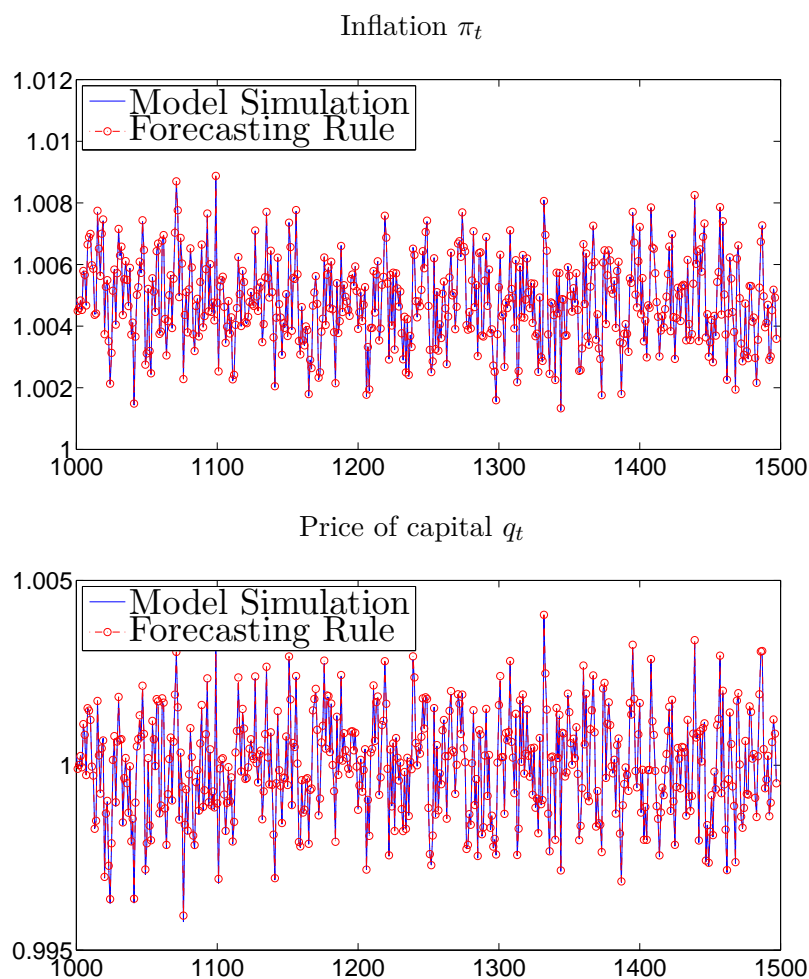 Inflation πt
1.012
Model Simulation
1.01
Forecasting Rule
1.008
1.006
1.004
1.002
1
1000 1100 1200 1300 1400 1500
Price of capital qt
1.005
Model Simulation
Forecasting Rule
1
0.995
1000 1100 1200 1300 1400 1500